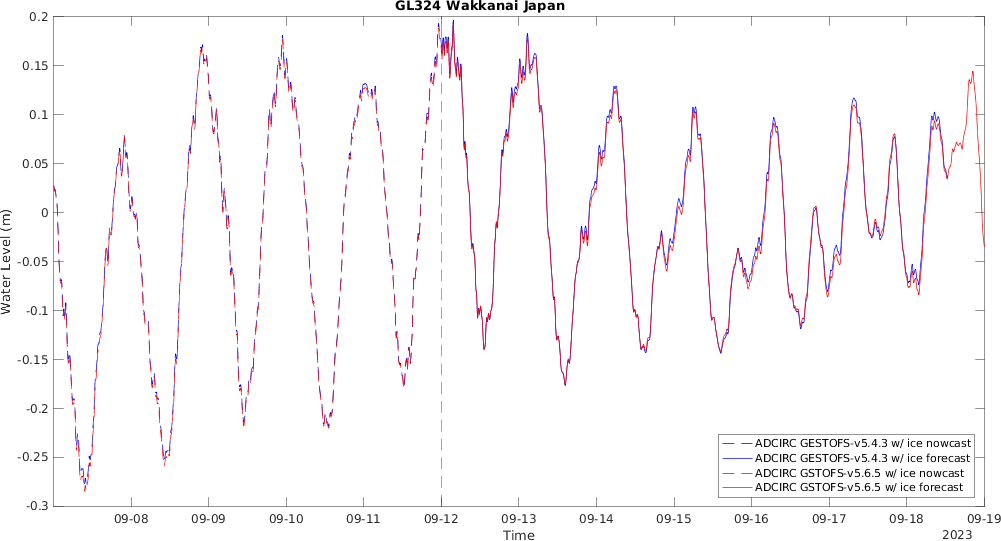 GL324 Wakkanai Japan
0.2
0.15
0.1
0.05
0
-0.05
-0.1
-0.15
-0.2
-0.25
-0.3
Water Level (m)
ADCIRC GESTOFS-v5.4.3 w/ ice nowcast
ADCIRC GESTOFS-v5.4.3 w/ ice forecast
ADCIRC GSTOFS-v5.6.5 w/ ice nowcast
ADCIRC GSTOFS-v5.6.5 w/ ice forecast
09-08 09-09 09-10 09-11 09-12 09-13 09-14 09-15 09-16 09-17 09-18 09-19
Time 2023